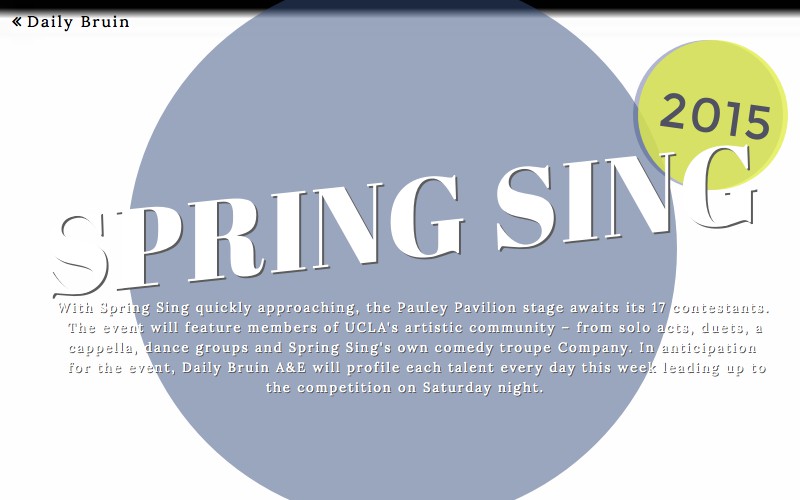 « Daily Bruin
2015
SPRING SING
With Spring Sing quickly approaching, the Pauley Pavilion stage awaits its 17 contestants.
The event will feature members of UCLA's artistic community – from solo acts, duets, a
cappella, dance groups and Spring Sing's own comedy troupe Company. In anticipation
for the event, Daily Bruin A&E will profile each talent every day this week leading up to
the competition on Saturday night.